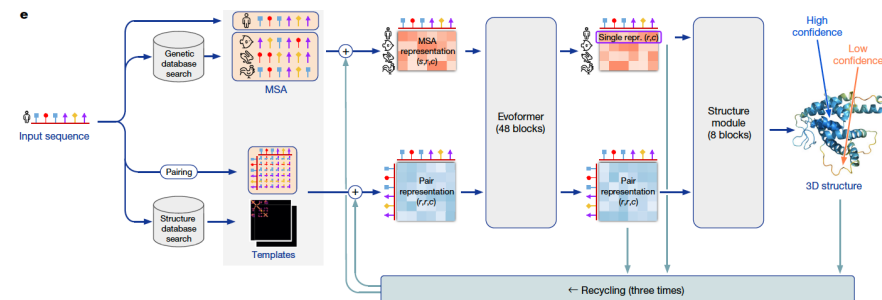 e
Input sequence
Genetic
database
search
Pairing
Structure
database
search
MSA
Templates
+
+
MSA
representation
(s,r,c)
Pair
representation
(r,r,c)
Evoformer
(48 blocks)
Single repr. (r,c)
Pair
representation
(r,r,c)
Structure
module
(8 blocks)
High
confidence
Low
confidence
3D structure
← Recycling (three times)